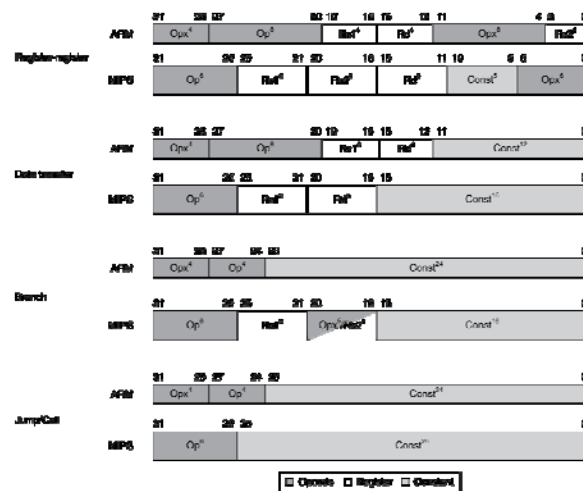 31 28 27 20 19 16 15 12 11 4 3 0
ARM Opx⁴ Op⁸ Rs1⁴ Rd⁴ Opx⁸ Rs2⁴
Register-register
31 26 25 21 20 16 15 11 10 6 5 0
MIPS Op⁶ Rs1⁵ Rs2⁵ Rd⁵ Const⁵ Opx⁶
31 28 27 20 19 16 15 12 11 0
ARM Opx⁴ Op⁸ Rs1⁴ Rd⁴ Const¹²
Data transfer
31 26 25 21 20 16 15 0
MIPS Op⁶ Rs1⁵ Rd⁵ Const¹⁶
31 28 27 24 23 0
ARM Opx⁴ Op⁴ Const²⁴
Branch
31 26 25 21 20 16 15 0
MIPS Op⁶ Rs1⁵ Opx⁵/Rs2⁵ Const¹⁶
31 28 27 24 23 0
ARM Opx⁴ Op⁴ Const²⁴
Jump/Call
31 26 25 0
MIPS Op⁶ Const²⁶
Opcode Register Constant